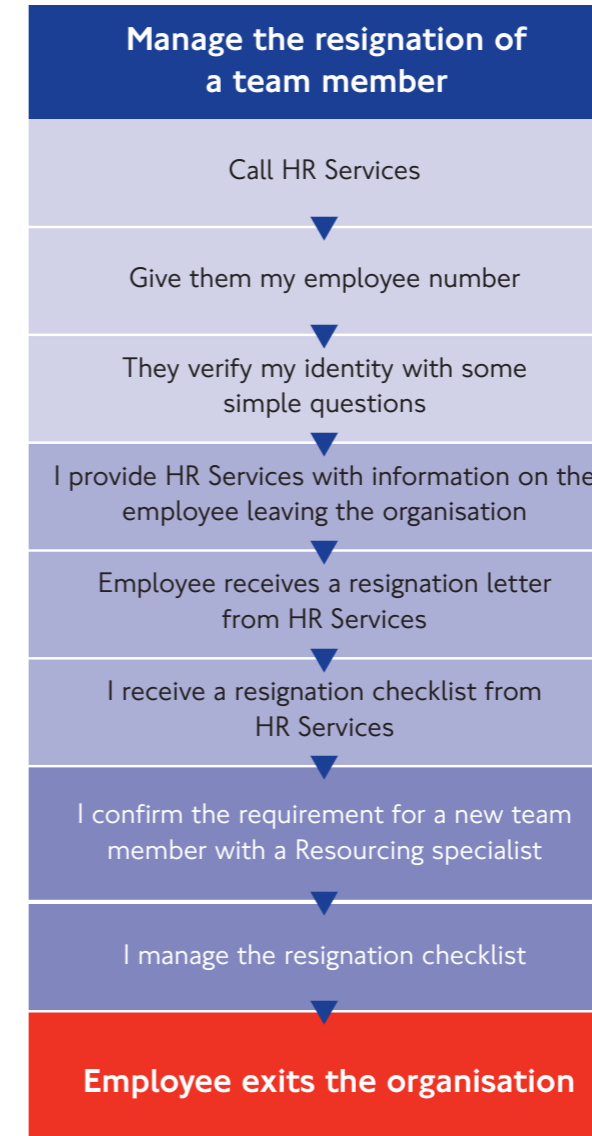 Manage the resignation of
a team member
Call HR Services
Give them my employee number
They verify my identity with some
simple questions
I provide HR Services with information on the
employee leaving the organisation
Employee receives a resignation letter
from HR Services
I receive a resignation checklist from
HR Services
I confirm the requirement for a new team
member with a Resourcing specialist
I manage the resignation checklist
Employee exits the organisation